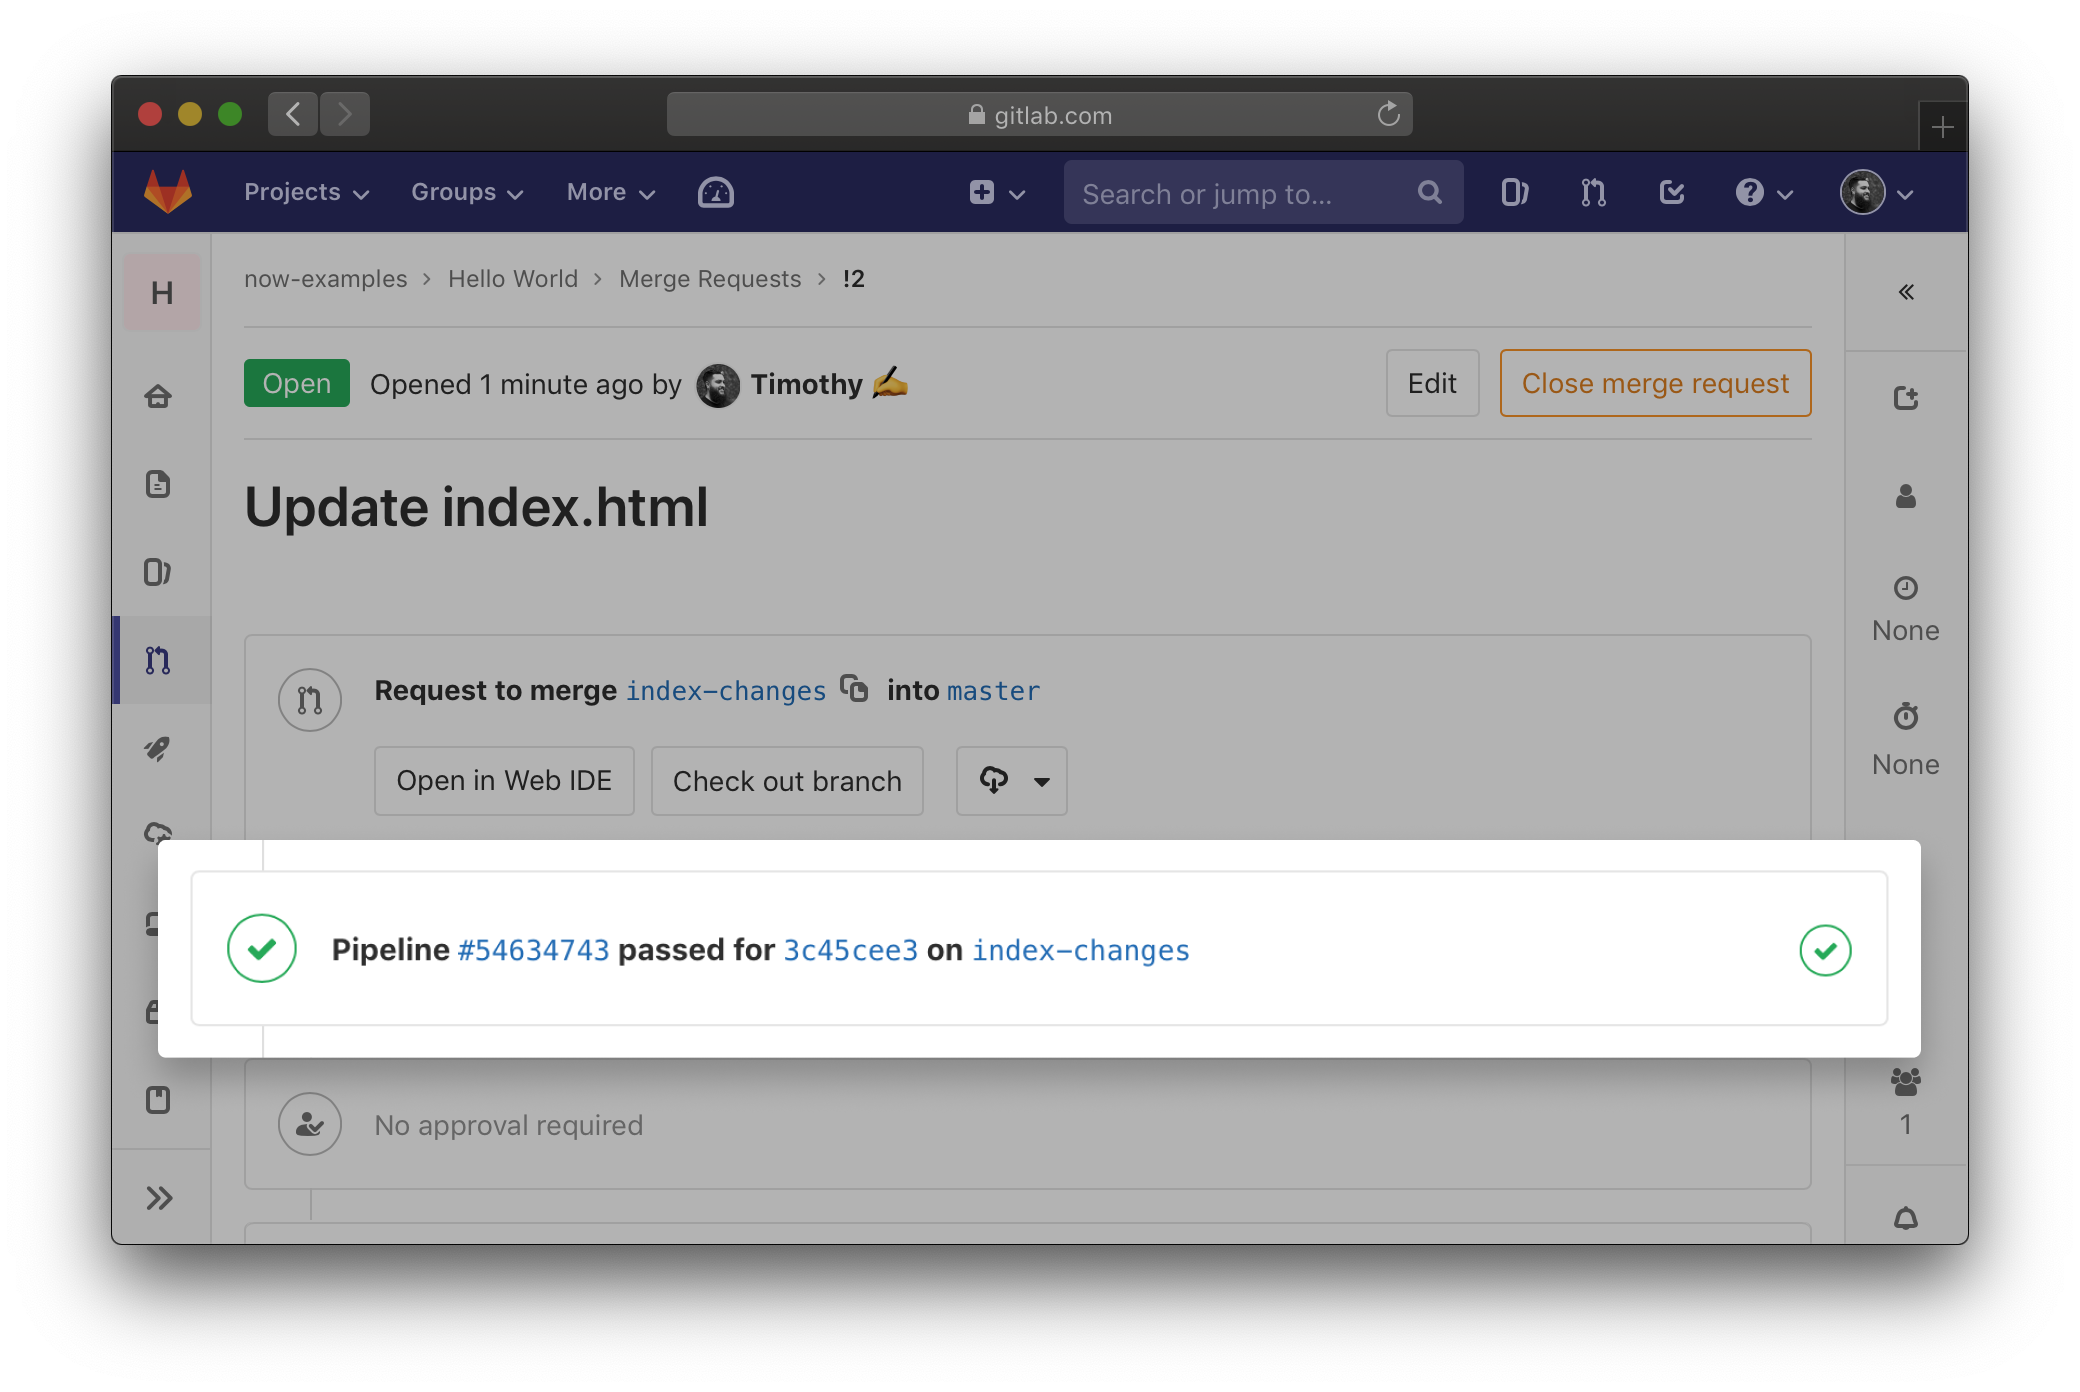 gitlab.com
Projects Groups More Search or jump to...
H
now-examples > Hello World > Merge Requests > !2
Open Opened 1 minute ago by Timothy ✍ Edit Close merge request
Update index.html
None
Request to merge index-changes into master
Open in Web IDE Check out branch
None
Pipeline #54634743 passed for 3c45cee3 on index-changes
No approval required
1